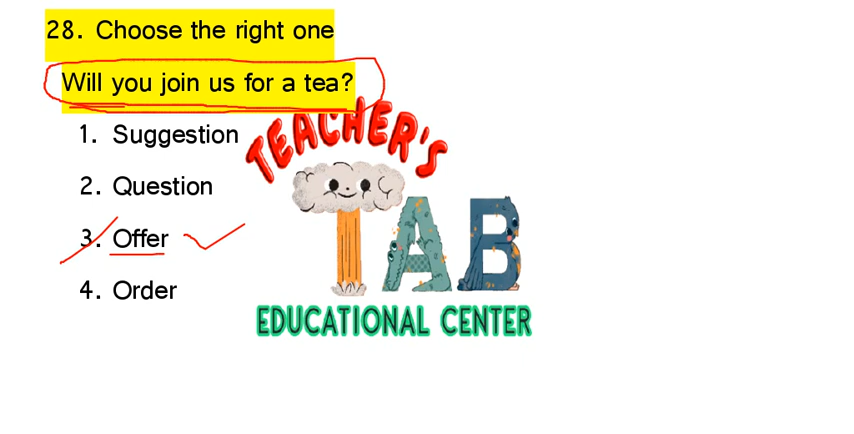 28. Choose the right one
Will you join us for a tea?
1. Suggestion
2. Question
3. Offer
4. Order
TEACHER'S
TAB
EDUCATIONAL CENTER